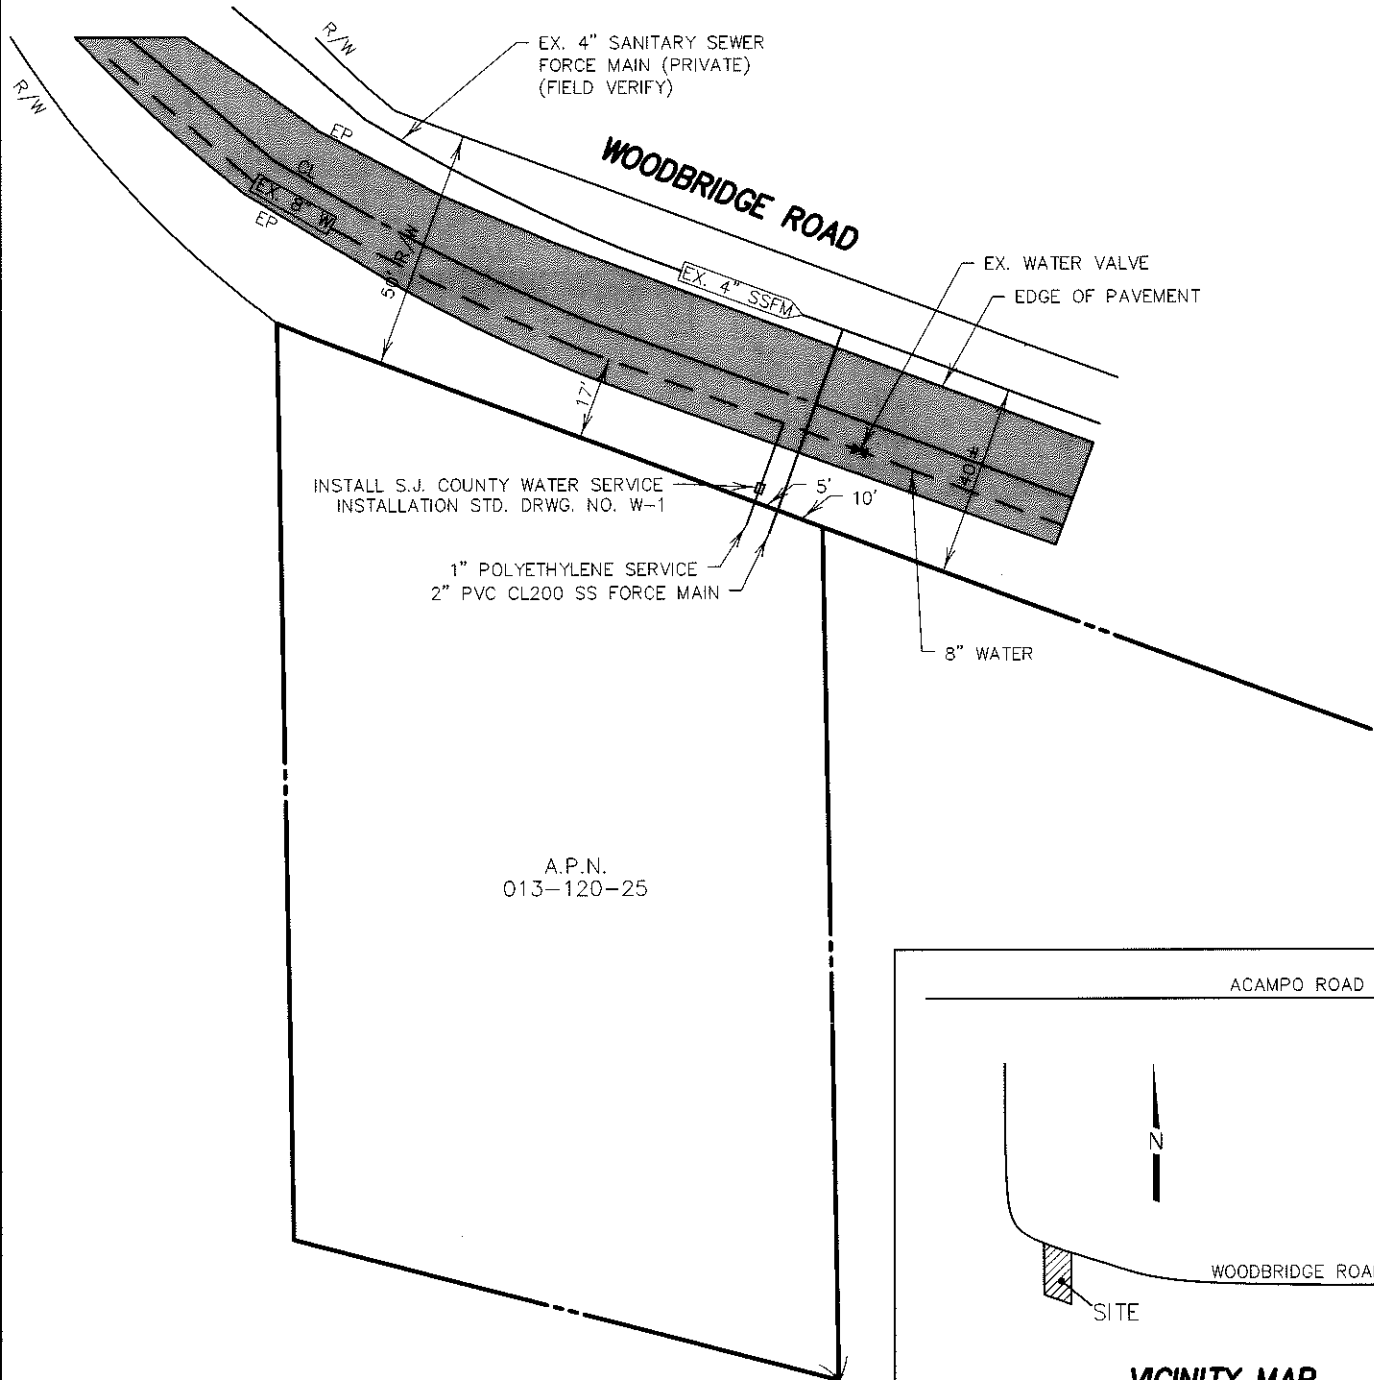 R/W
R/W
EX. 4" SANITARY SEWER
FORCE MAIN (PRIVATE)
(FIELD VERIFY)
EP
CL
EX. 8" W
EP
50' R/W
WOODBRIDGE ROAD
EX. 4" SSFM
EX. WATER VALVE
EDGE OF PAVEMENT
17'
40'±
INSTALL S.J. COUNTY WATER SERVICE
INSTALLATION STD. DRWG. NO. W-1
5'
10'
1" POLYETHYLENE SERVICE
2" PVC CL200 SS FORCE MAIN
8" WATER
A.P.N.
013-120-25
ACAMPO ROAD
N
WOODBRIDGE ROA
SITE
VICINITY MAP